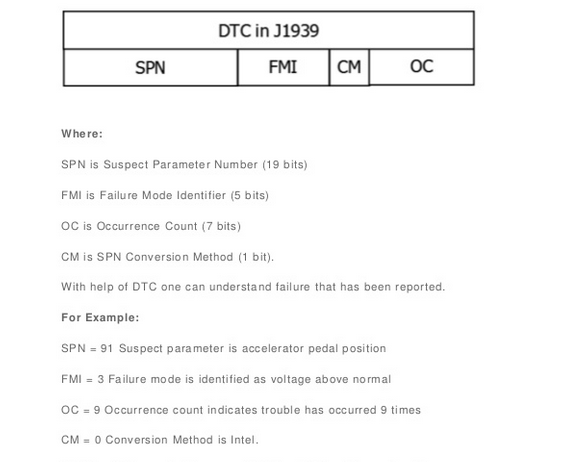 DTC in J1939
SPN FMI CM OC
Where:
SPN is Suspect Parameter Number (19 bits)
FMI is Failure Mode Identifier (5 bits)
OC is Occurrence Count (7 bits)
CM is SPN Conversion Method (1 bit).
With help of DTC one can understand failure that has been reported.
For Example:
SPN = 91 Suspect parameter is accelerator pedal position
FMI = 3 Failure mode is identified as voltage above normal
OC = 9 Occurrence count indicates trouble has occurred 9 times
CM = 0 Conversion Method is Intel.